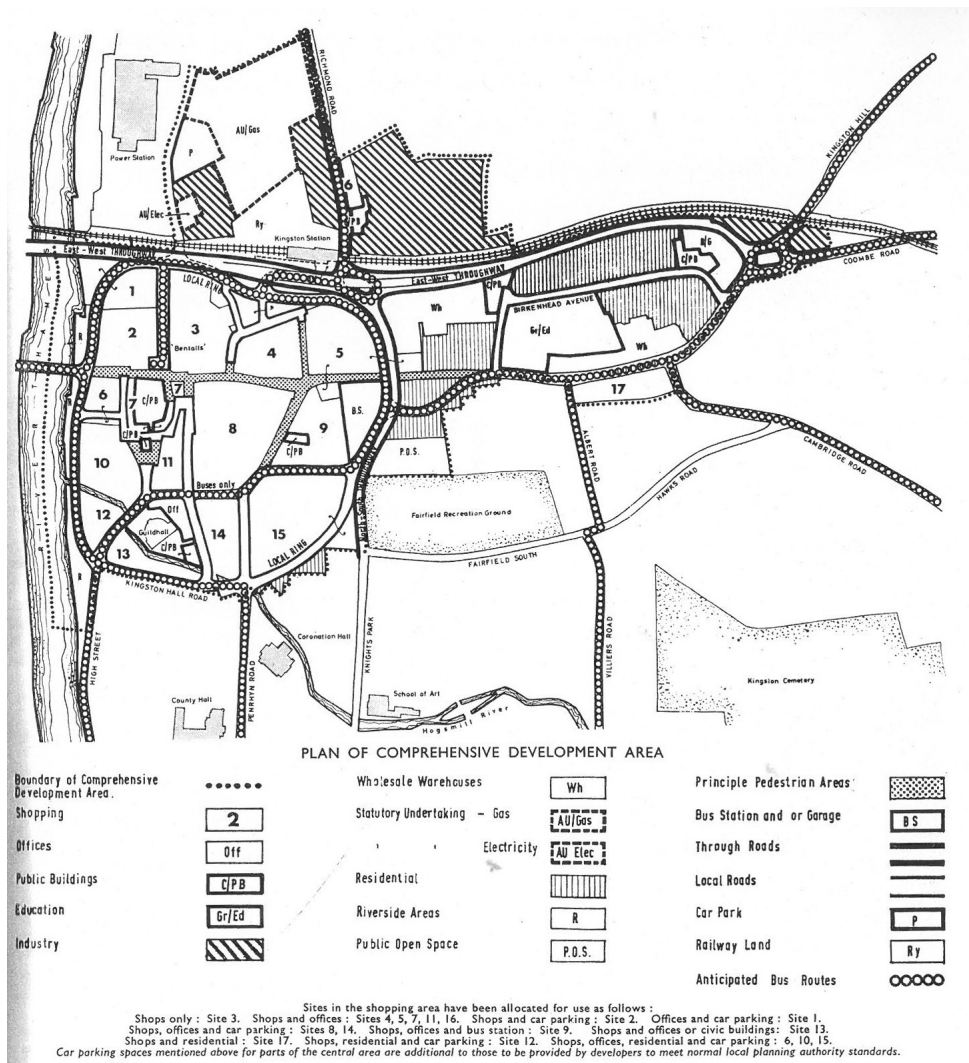 RICHMOND ROAD
KINGSTON HILL
AU/Gas
Power Station
P
6
AU/Elec
C/PB
Ry
Kingston Station
East-West THROUGHWAY
East-West THROUGHWAY
B/G
C/PB
COOMBE ROAD
LOCAL RING
1
2
3
'Bentalls'
4
5
Wh
C/PB
BIRKENHEAD AVENUE
Gr/Ed
Wh
RIVER THAMES
R
6
7
C/PB
7
C/PB
8
9
B.S.
C/PB
17
10
11
P.O.S.
ALBERT ROAD
HAWKS ROAD
CAMBRIDGE ROAD
Buses only
Off
12
Guildhall
C/PB
13
14
15
LOCAL RING
Fairfield Recreation Ground
FAIRFIELD SOUTH
R
KINGSTON HALL ROAD
HIGH STREET
PENRHYN ROAD
Coronation Hall
KNIGHTS PARK
VILLIERS ROAD
County Hall
School of Art
Hogsmill River
Kingston Cemetery
PLAN OF COMPREHENSIVE DEVELOPMENT AREA
Boundary of Comprehensive
Development Area.
Shopping
2
Offices
Off
Public Buildings
C/PB
Education
Gr/Ed
Industry
Wholesale Warehouses
Wh
Statutory Undertaking - Gas
AU/Gas
" " Electricity
AU Elec
Residential
Riverside Areas
R
Public Open Space
P.O.S.
Principle Pedestrian Areas
Bus Station and or Garage
BS
Through Roads
Local Roads
Car Park
P
Railway Land
Ry
Anticipated Bus Routes
Sites in the shopping area have been allocated for use as follows :
Shops only : Site 3. Shops and offices : Sites 4, 5, 7, 11, 16. Shops and car parking : Site 2. Offices and car parking : Site 1.
Shops, offices and car parking : Sites 8, 14. Shops, offices and bus station : Site 9. Shops and offices or civic buildings: Site 13.
Shops and residential : Site 17. Shops, residential and car parking : Site 12. Shops, offices, residential and car parking : 6, 10, 15.
Car parking spaces mentioned above for parts of the central area are additional to those to be provided by developers to meet normal local planning authority standards.